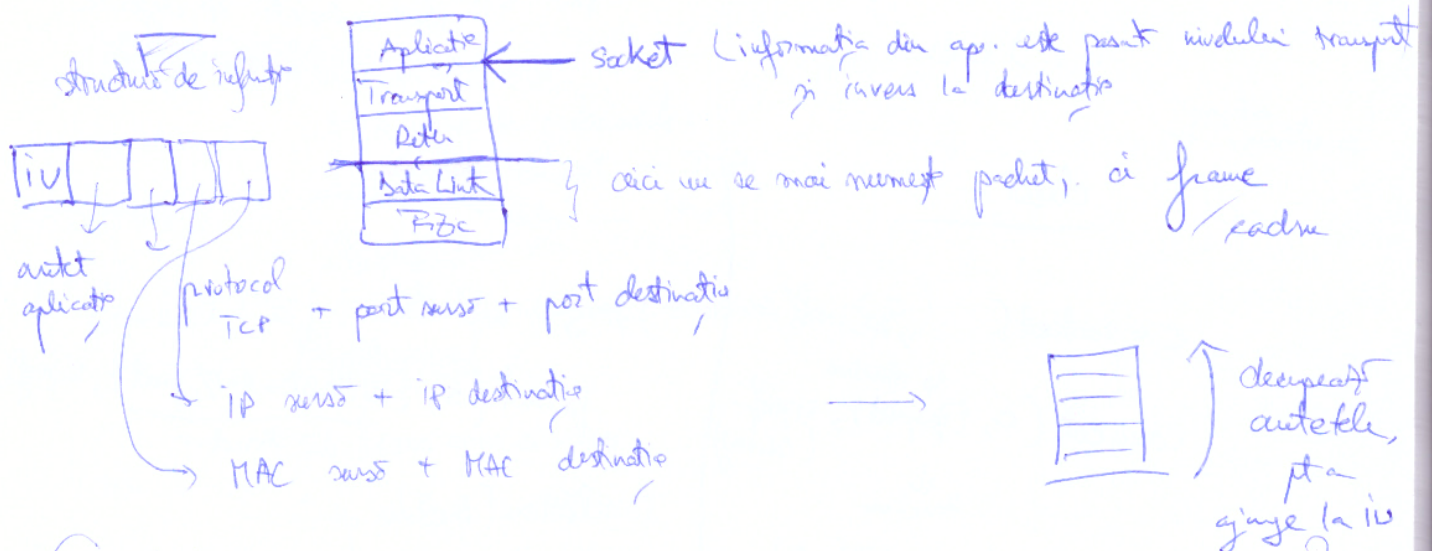 structură de
Aplicație
Transport
Rețea
Data Link
Fizic
socket (informația din ap. este pasată nivelului transport
și invers la destinație
iu
aici nu se mai numește pachet, ci frame
/ cadru
antet
aplicație
protocol
TCP + port sursă + port destinație
iP sursă + iP destinație
MAC sursă + MAC destinație
decupează
antetele,
pt a
ajunge la iu